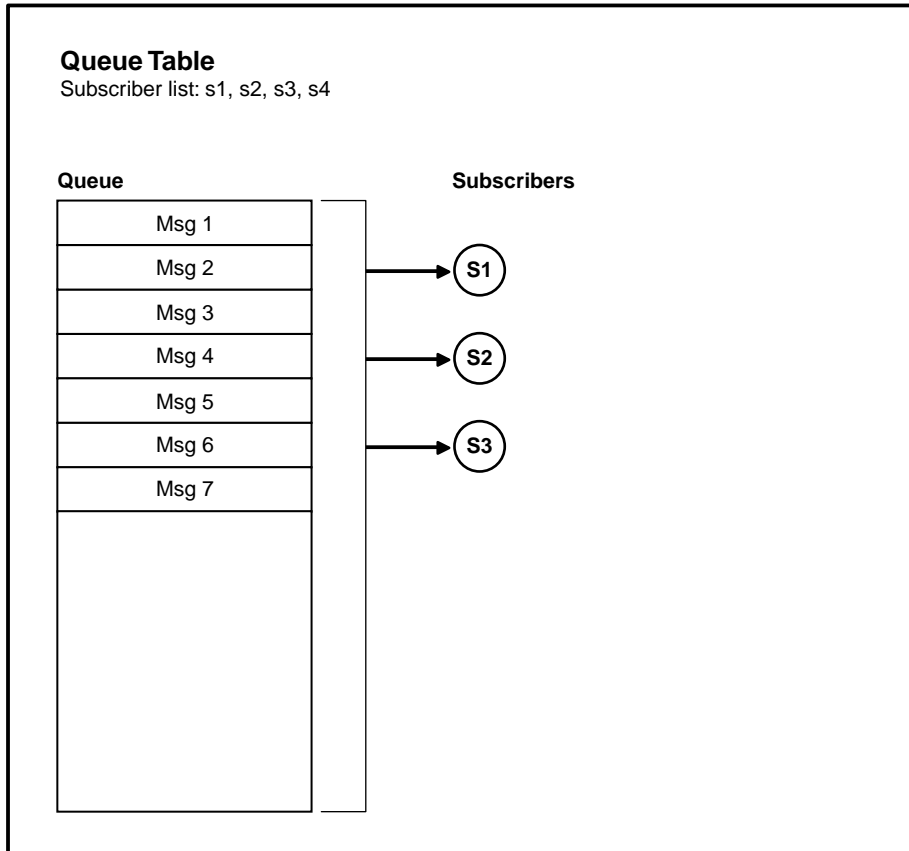 Queue Table
Subscriber list: s1, s2, s3, s4
Queue
Subscribers
Msg 1
Msg 2
S1
Msg 3
Msg 4
S2
Msg 5
Msg 6
S3
Msg 7